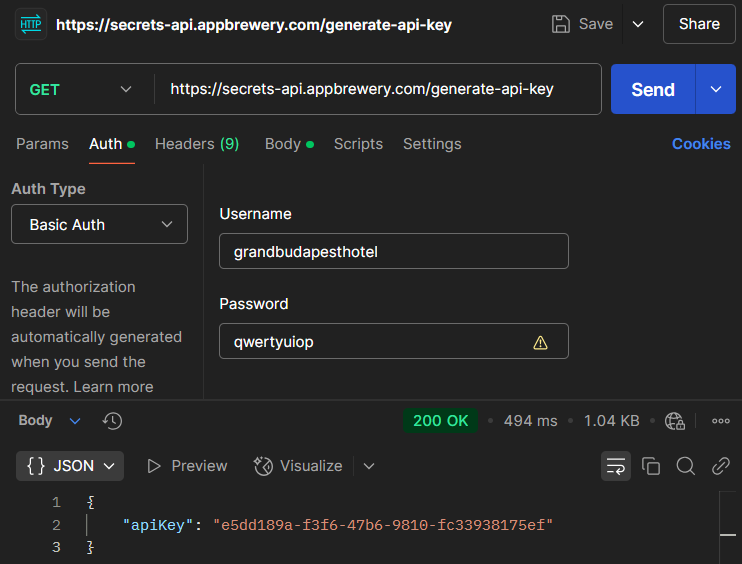 HTTP https://secrets-api.appbrewery.com/generate-api-key Save Share
GET https://secrets-api.appbrewery.com/generate-api-key Send
Params Auth Headers (9) Body Scripts Settings Cookies
Auth Type
Basic Auth
The authorization
header will be
automatically generated
when you send the
request. Learn more
Username
grandbudapesthotel
Password
qwertyuiop
Body 200 OK 494 ms 1.04 KB
{} JSON Preview Visualize
1 {
2 "apiKey": "e5dd189a-f3f6-47b6-9810-fc33938175ef"
3 }